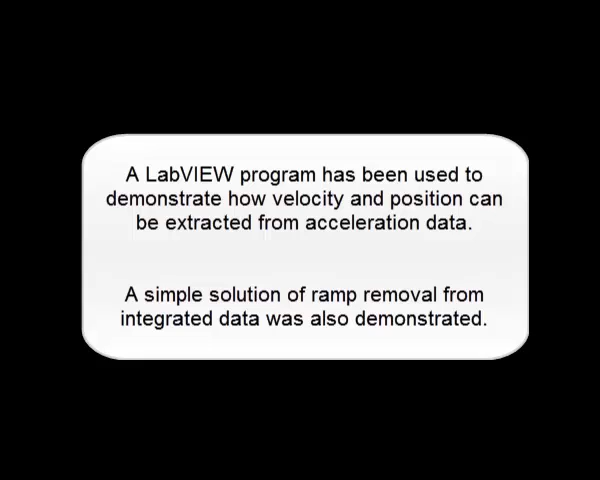 A LabVIEW program has been used to
demonstrate how velocity and position can
be extracted from acceleration data.
A simple solution of ramp removal from
integrated data was also demonstrated.